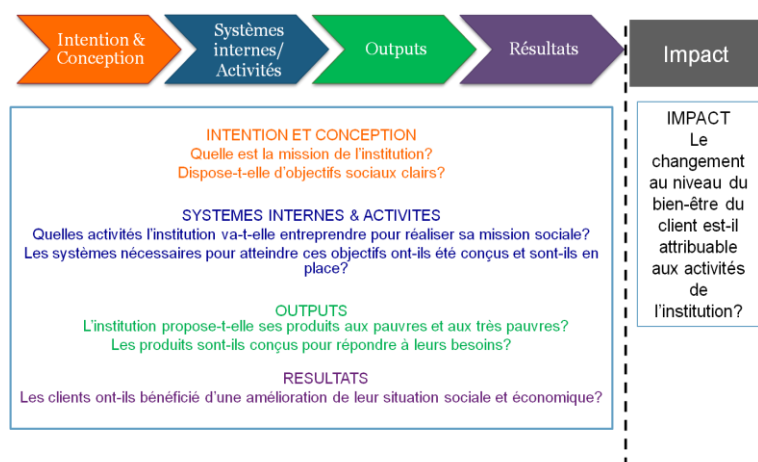 Intention &
Conception
Systèmes
internes/
Activités
Outputs
Résultats
Impact
INTENTION ET CONCEPTION
Quelle est la mission de l'institution?
Dispose-t-elle d'objectifs sociaux clairs?
SYSTEMES INTERNES & ACTIVITES
Quelles activités l'institution va-t-elle entreprendre pour réaliser sa mission sociale?
Les systèmes nécessaires pour atteindre ces objectifs ont-ils été conçus et sont-ils en
place?
OUTPUTS
L'institution propose-t-elle ses produits aux pauvres et aux très pauvres?
Les produits sont-ils conçus pour répondre à leurs besoins?
RESULTATS
Les clients ont-ils bénéficié d'une amélioration de leur situation sociale et économique?
IMPACT
Le
changement
au niveau du
bien-être du
client est-il
attribuable
aux activités
de
l'institution?